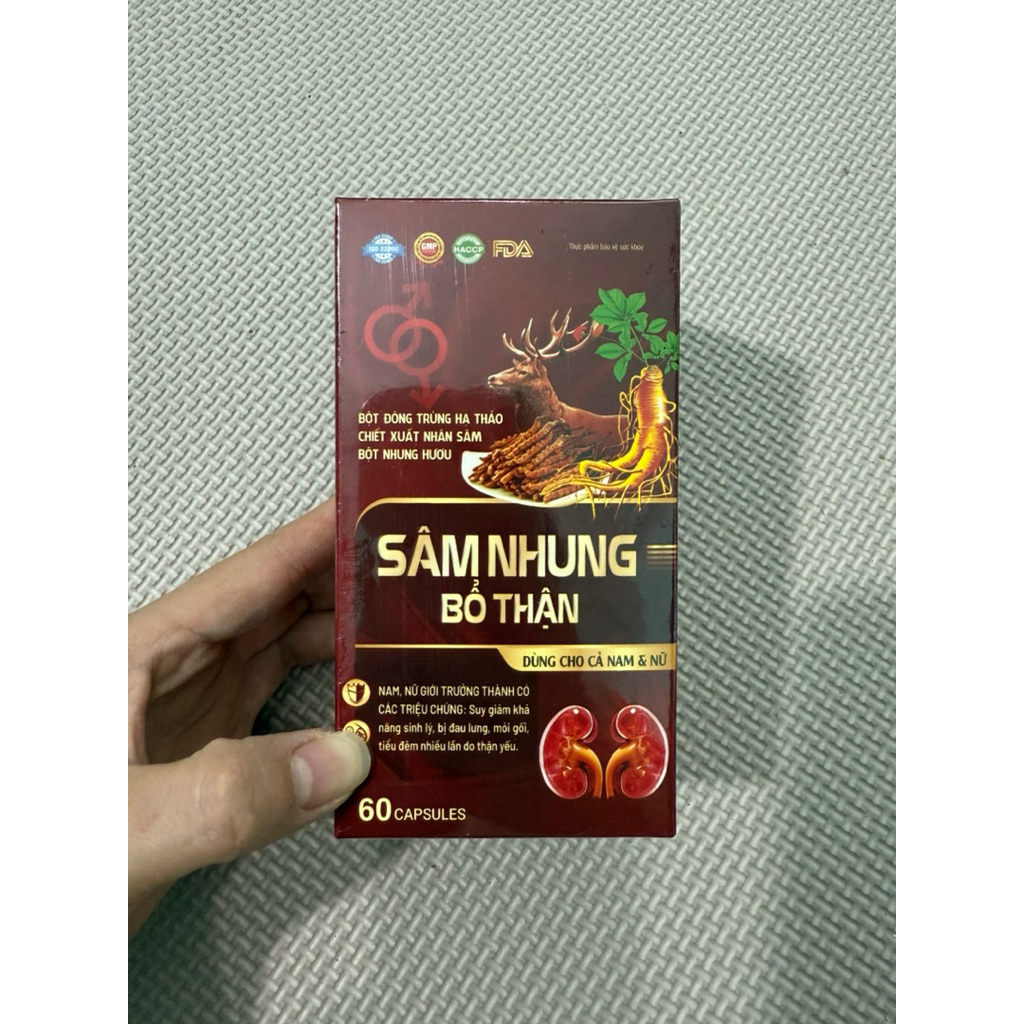 ISO 22000
GMP
HACCP
FDA
Thực phẩm bảo vệ sức khỏe
BỘT ĐÔNG TRÙNG HẠ THẢO
CHIẾT XUẤT NHÂN SÂM
BỘT NHUNG HƯƠU
SÂM NHUNG
BỔ THẬN
DÙNG CHO CẢ NAM & NỮ
NAM, NỮ GIỚI TRƯỞNG THÀNH CÓ
CÁC TRIỆU CHỨNG: Suy giảm khả
năng sinh lý, bị đau lưng, mỏi gối,
tiểu đêm nhiều lần do thận yếu.
60 CAPSULES